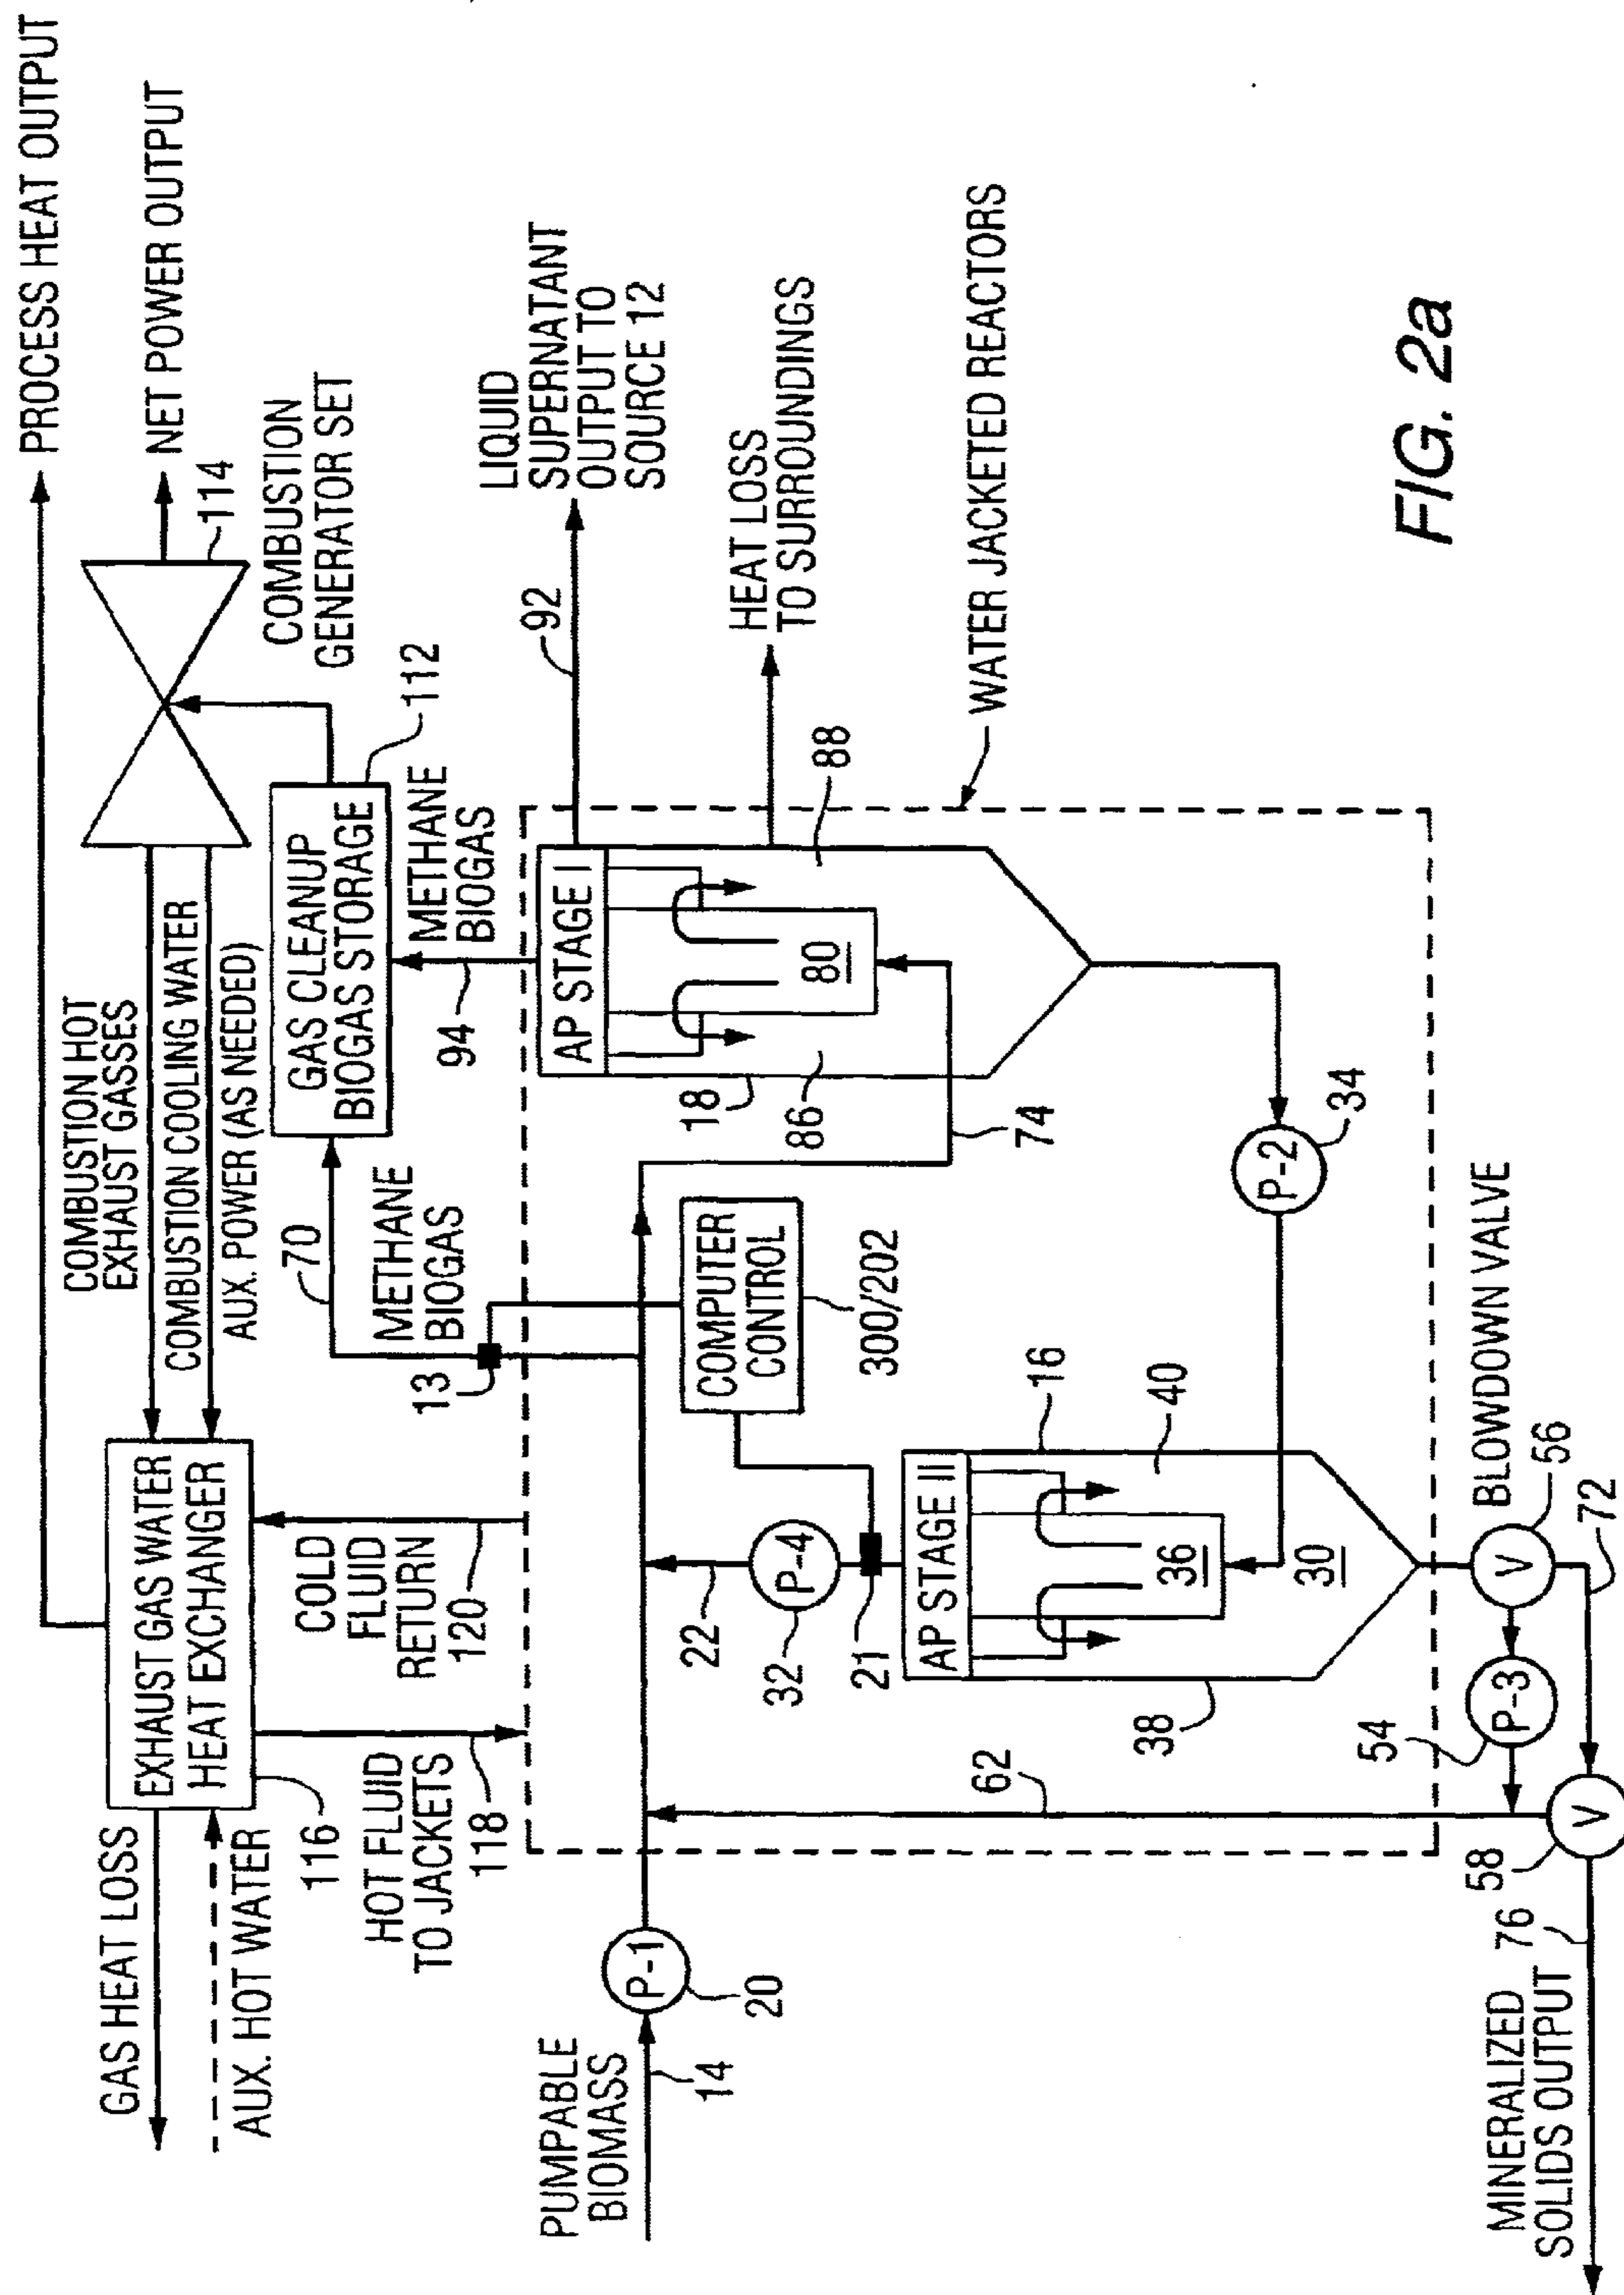 PROCESS HEAT OUTPUT
NET POWER OUTPUT
114
COMBUSTION
GENERATOR SET
COMBUSTION HOT
EXHAUST GASSES
COMBUSTION COOLING WATER
AUX. POWER (AS NEEDED)
GAS HEAT LOSS
AUX. HOT WATER
EXHAUST GAS WATER
HEAT EXCHANGER
116
HOT FLUID
TO JACKETS
118
COLD
FLUID
RETURN
120
70
METHANE
BIOGAS
13
GAS CLEANUP
BIOGAS STORAGE
112
94
METHANE
BIOGAS
LIQUID
SUPERNATANT
OUTPUT TO
SOURCE 12
92
HEAT LOSS
TO SURROUNDINGS
WATER JACKETED REACTORS
PUMPABLE
BIOMASS
14
P-1
20
62
22
P-4
32
21
COMPUTER
CONTROL
300/202
AP STAGE I
80
18
86
88
74
AP STAGE II
36
30
16
40
38
P-2
34
BLOWDOWN VALVE
V
56
72
P-3
54
V
58
76
MINERALIZED
SOLIDS OUTPUT
FIG. 2a